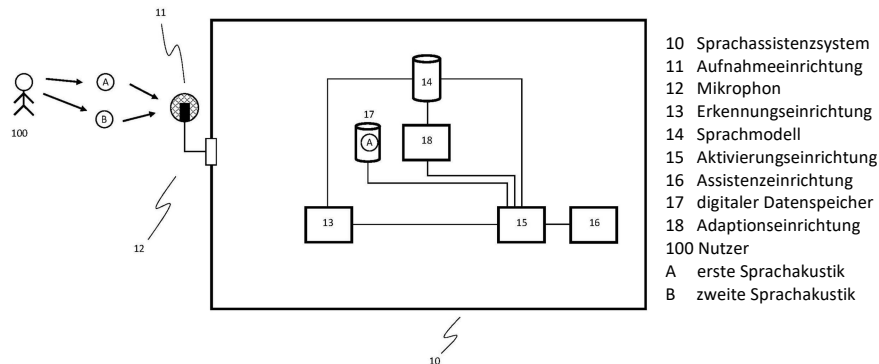 11
A
B
100
12
14
17
A
18
13
15
16
10
10 Sprachassistenzsystem
11 Aufnahmeeinrichtung
12 Mikrophon
13 Erkennungseinrichtung
14 Sprachmodell
15 Aktivierungseinrichtung
16 Assistenzeinrichtung
17 digitaler Datenspeicher
18 Adaptionseinrichtung
100 Nutzer
A erste Sprachakustik
B zweite Sprachakustik